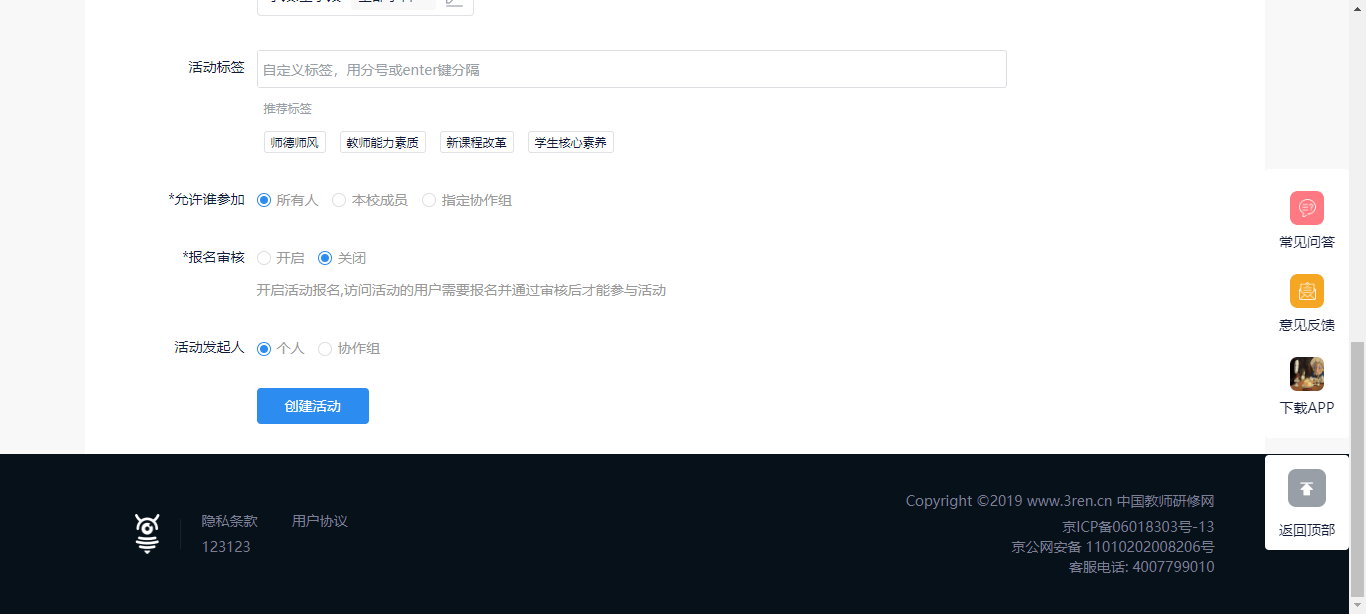 活动标签
自定义标签，用分号或enter键分隔
推荐标签
师德师风 教师能力素质 新课程改革 学生核心素养
*允许谁参加 所有人 本校成员 指定协作组
*报名审核 开启 关闭
开启活动报名,访问活动的用户需要报名并通过审核后才能参与活动
活动发起人 个人 协作组
创建活动
常见问答
意见反馈
下载APP
返回顶部
隐私条款 用户协议
123123
Copyright ©2019 www.3ren.cn 中国教师研修网
京ICP备06018303号-13
京公网安备 11010202008206号
客服电话: 4007799010